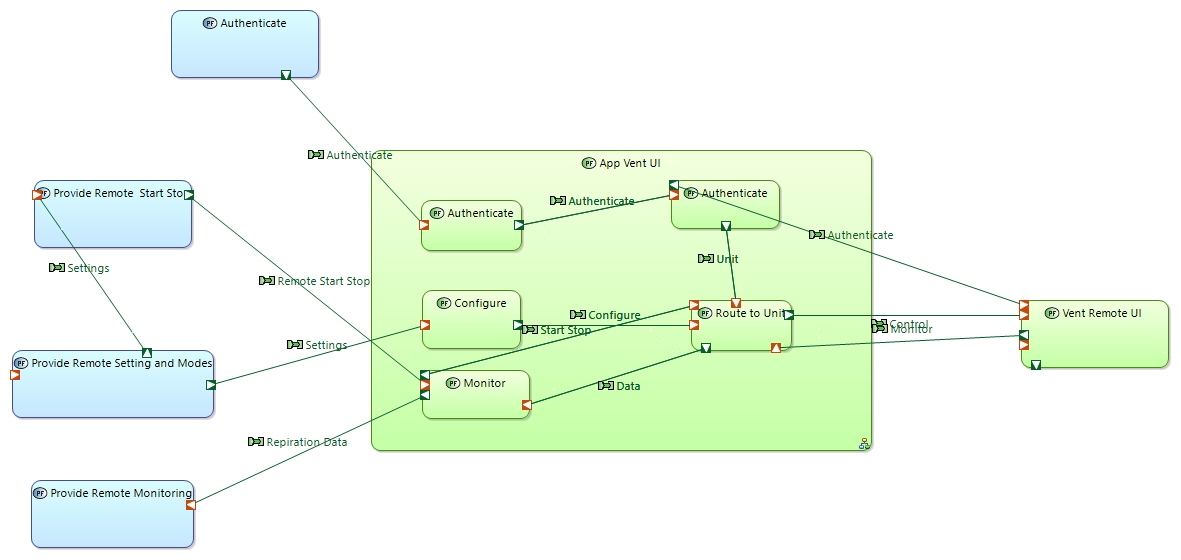 PF Authenticate
Authenticate
PF App Vent UI
PF Provide Remote Start Sto
PF Authenticate
PF Authenticate
Authenticate
Authenticate
Settings
Unit
Remote Start Stop
PF Configure
Configure
PF Route to Unit
PF Vent Remote UI
Start Stop
Control
Monitor
Settings
PF Provide Remote Setting and Modes
PF Monitor
Data
Repiration Data
PF Provide Remote Monitoring